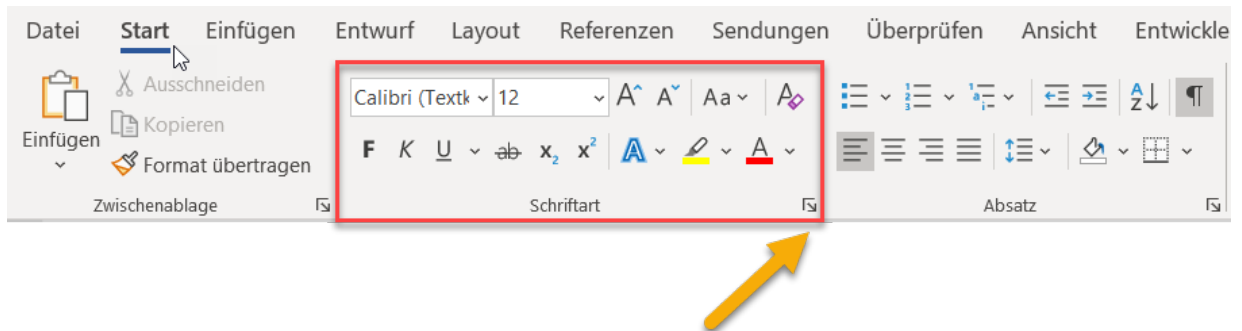 Datei Start Einfügen Entwurf Layout Referenzen Sendungen Überprüfen Ansicht Entwickle
Ausschneiden
Kopieren
Einfügen
Format übertragen
Zwischenablage
Calibri (Textk 12 A A Aa A
F K U ab x₂ x² A A
Schriftart
A Z ¶
Absatz